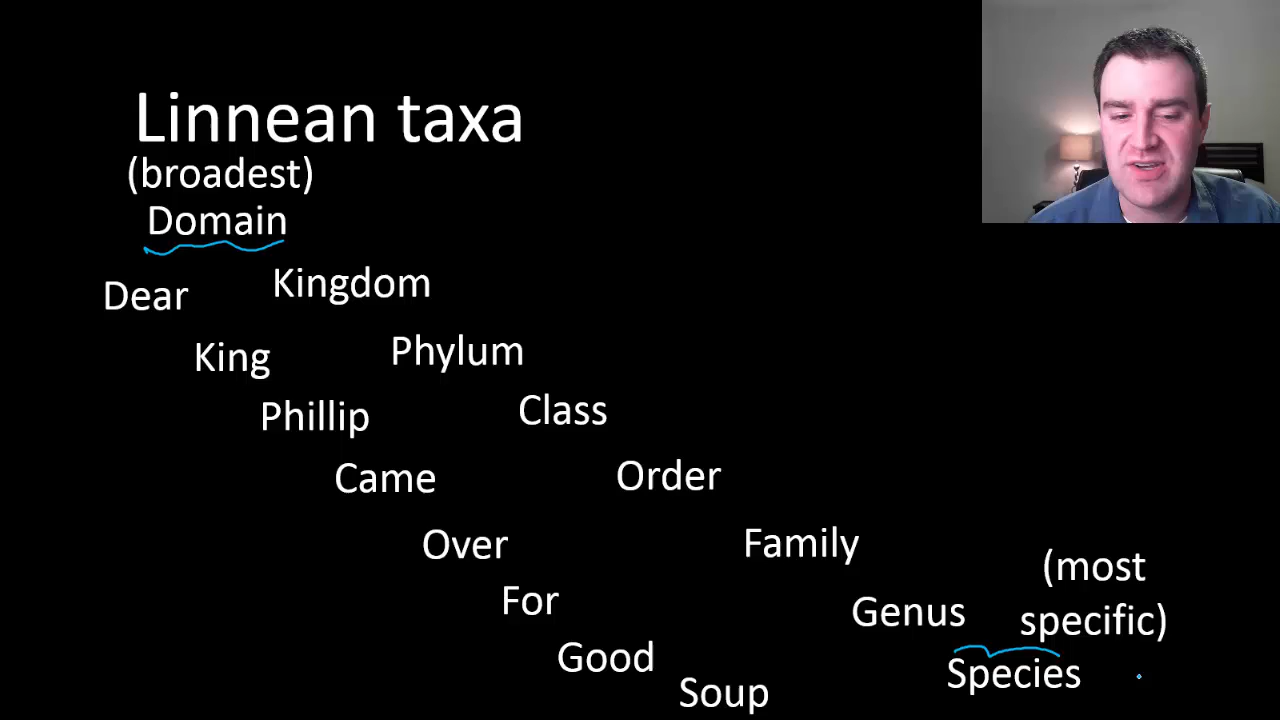 Linnean taxa
(broadest)
Domain
Dear
Kingdom
King
Phylum
Phillip
Class
Came
Order
Over
Family
For
Genus
(most
specific)
Good
Species
Soup